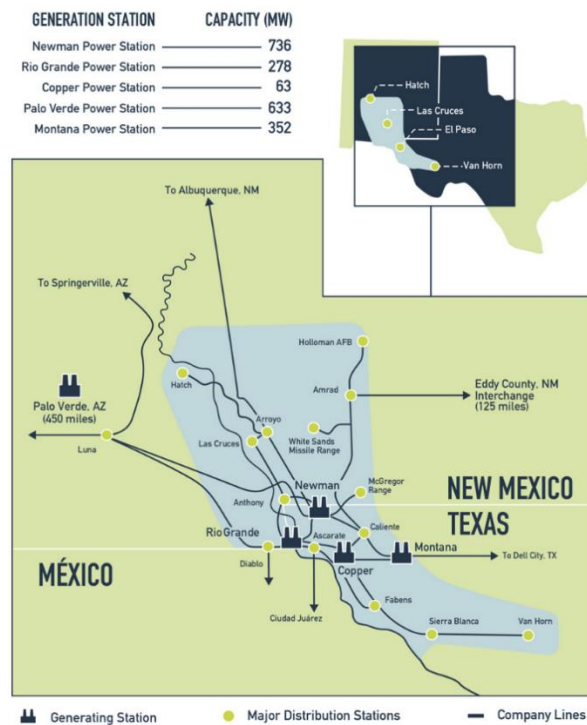 GENERATION STATION CAPACITY (MW)
Newman Power Station 736
Rio Grande Power Station 278
Copper Power Station 63
Palo Verde Power Station 633
Montana Power Station 352
Hatch
Las Cruces
El Paso
Van Horn
To Albuquerque, NM
To Springerville, AZ
Holloman AFB
Hatch
Amrad
Eddy County, NM
Interchange
(125 miles)
Palo Verde, AZ
(450 miles)
Arroyo
Las Cruces
White Sands
Missile Range
Luna
Newman
McGregor
Range
NEW MEXICO
Anthony
TEXAS
Rio Grande
Ascarate
Caliente
Montana
MÉXICO
Diablo
Copper
To Dell City, TX
Ciudad Juárez
Fabens
Sierra Blanca
Van Horn
Generating Station
Major Distribution Stations
Company Lines